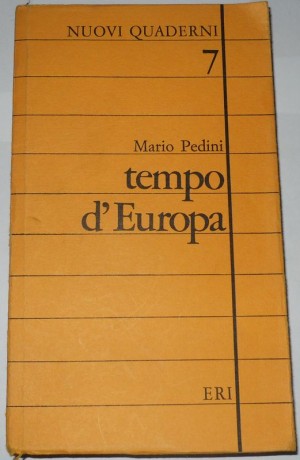 NUOVI QUADERNI
7
Mario Pedini
tempo
d'Europa
ERI